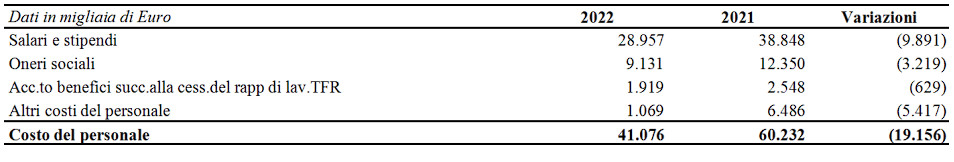 Dati in migliaia di Euro 2022 2021 Variazioni
Salari e stipendi 28.957 38.848 (9.891)
Oneri sociali 9.131 12.350 (3.219)
Acc.to benefici succ.alla cess.del rapp di lav.TFR 1.919 2.548 (629)
Altri costi del personale 1.069 6.486 (5.417)
Costo del personale 41.076 60.232 (19.156)